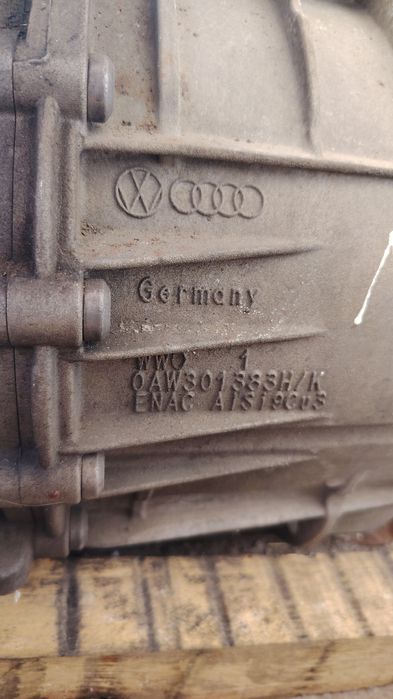 Germany
WWO 1
0AW301383H/K
ENAC AlSi9Cu3